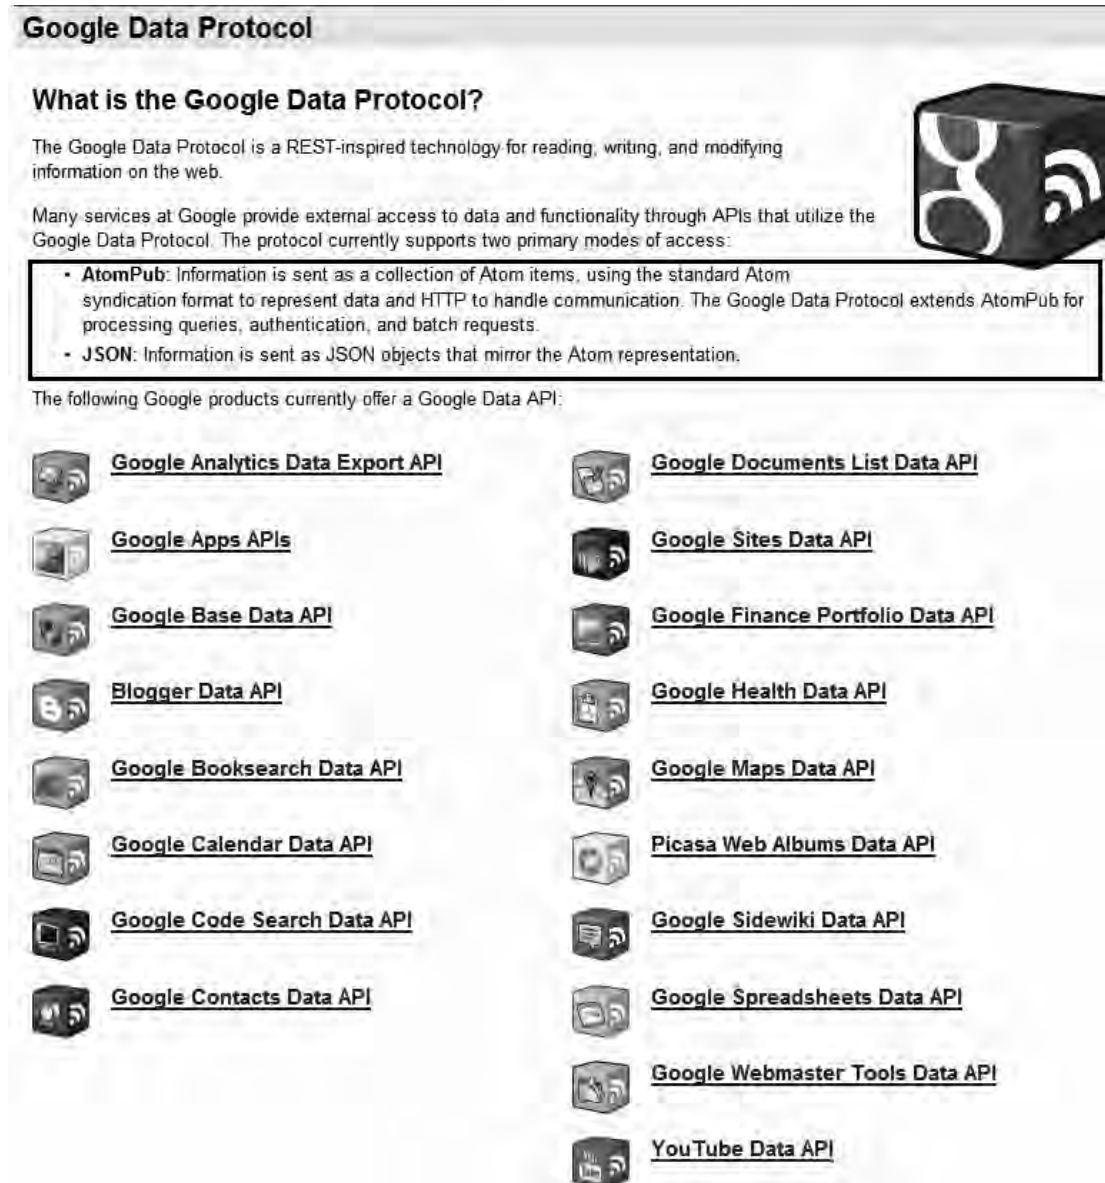 Google Data Protocol
What is the Google Data Protocol?
The Google Data Protocol is a REST-inspired technology for reading, writing, and modifying
information on the web.
Many services at Google provide external access to data and functionality through APIs that utilize the
Google Data Protocol. The protocol currently supports two primary modes of access:
• AtomPub: Information is sent as a collection of Atom items, using the standard Atom
syndication format to represent data and HTTP to handle communication. The Google Data Protocol extends AtomPub for
processing queries, authentication, and batch requests.
• JSON: Information is sent as JSON objects that mirror the Atom representation.
The following Google products currently offer a Google Data API:
Google Analytics Data Export API
Google Apps APIs
Google Base Data API
Blogger Data API
Google Booksearch Data API
Google Calendar Data API
Google Code Search Data API
Google Contacts Data API
Google Documents List Data API
Google Sites Data API
Google Finance Portfolio Data API
Google Health Data API
Google Maps Data API
Picasa Web Albums Data API
Google Sidewiki Data API
Google Spreadsheets Data API
Google Webmaster Tools Data API
YouTube Data API